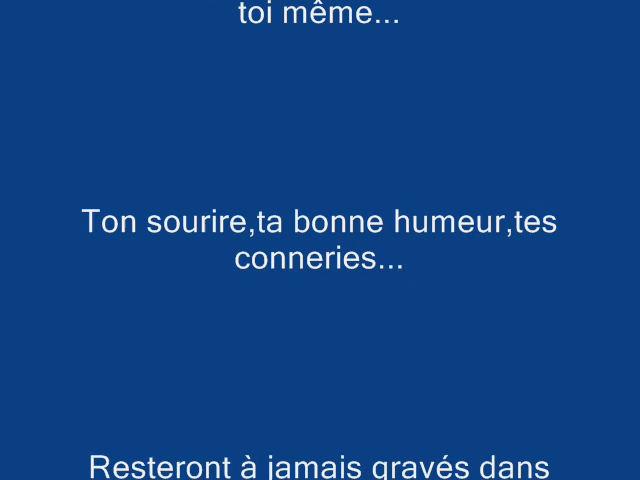 toi même...
Ton sourire,ta bonne humeur,tes
conneries...
Resteront à jamais gravés dans